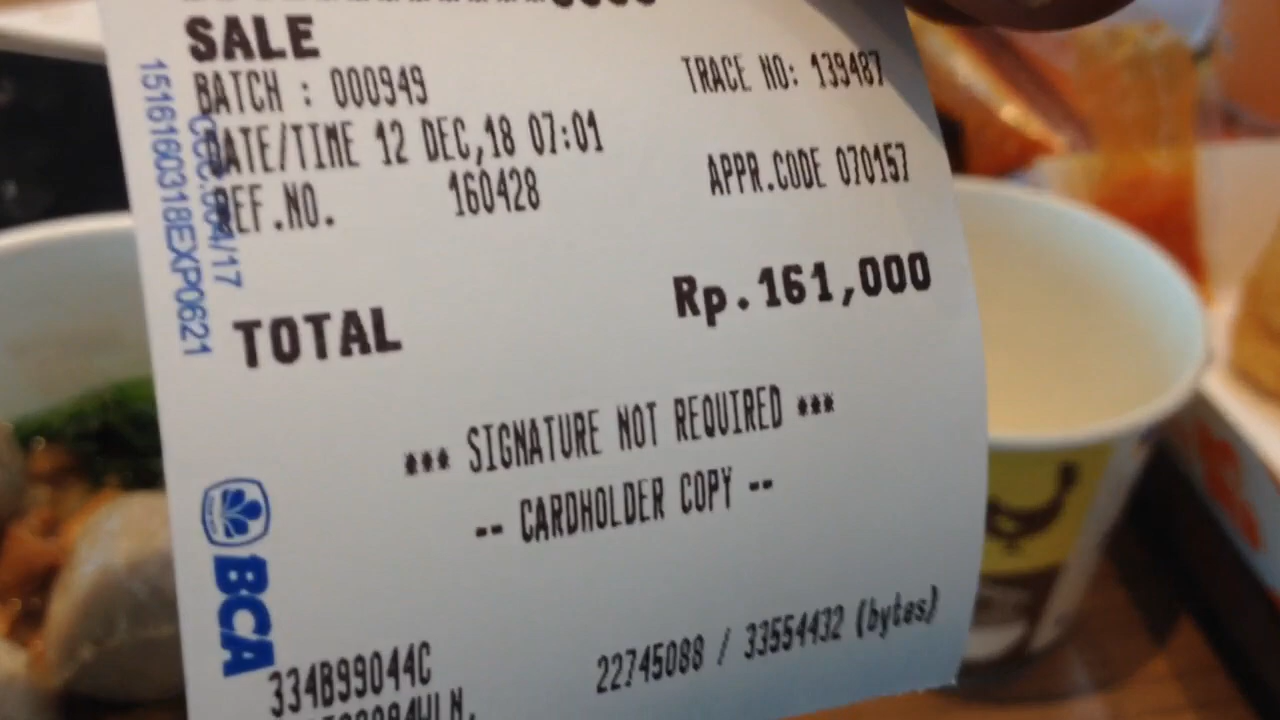 SALE
BATCH : 000949 TRACE NO: 139487
DATE/TIME 12 DEC,18 07:01
REF.NO. 160428 APPR.CODE 070157
TOTAL Rp.161,000
*** SIGNATURE NOT REQUIRED ***
-- CARDHOLDER COPY --
22745088 / 33554432 (bytes)
334B99044C
BCA
1516160318EXP0621